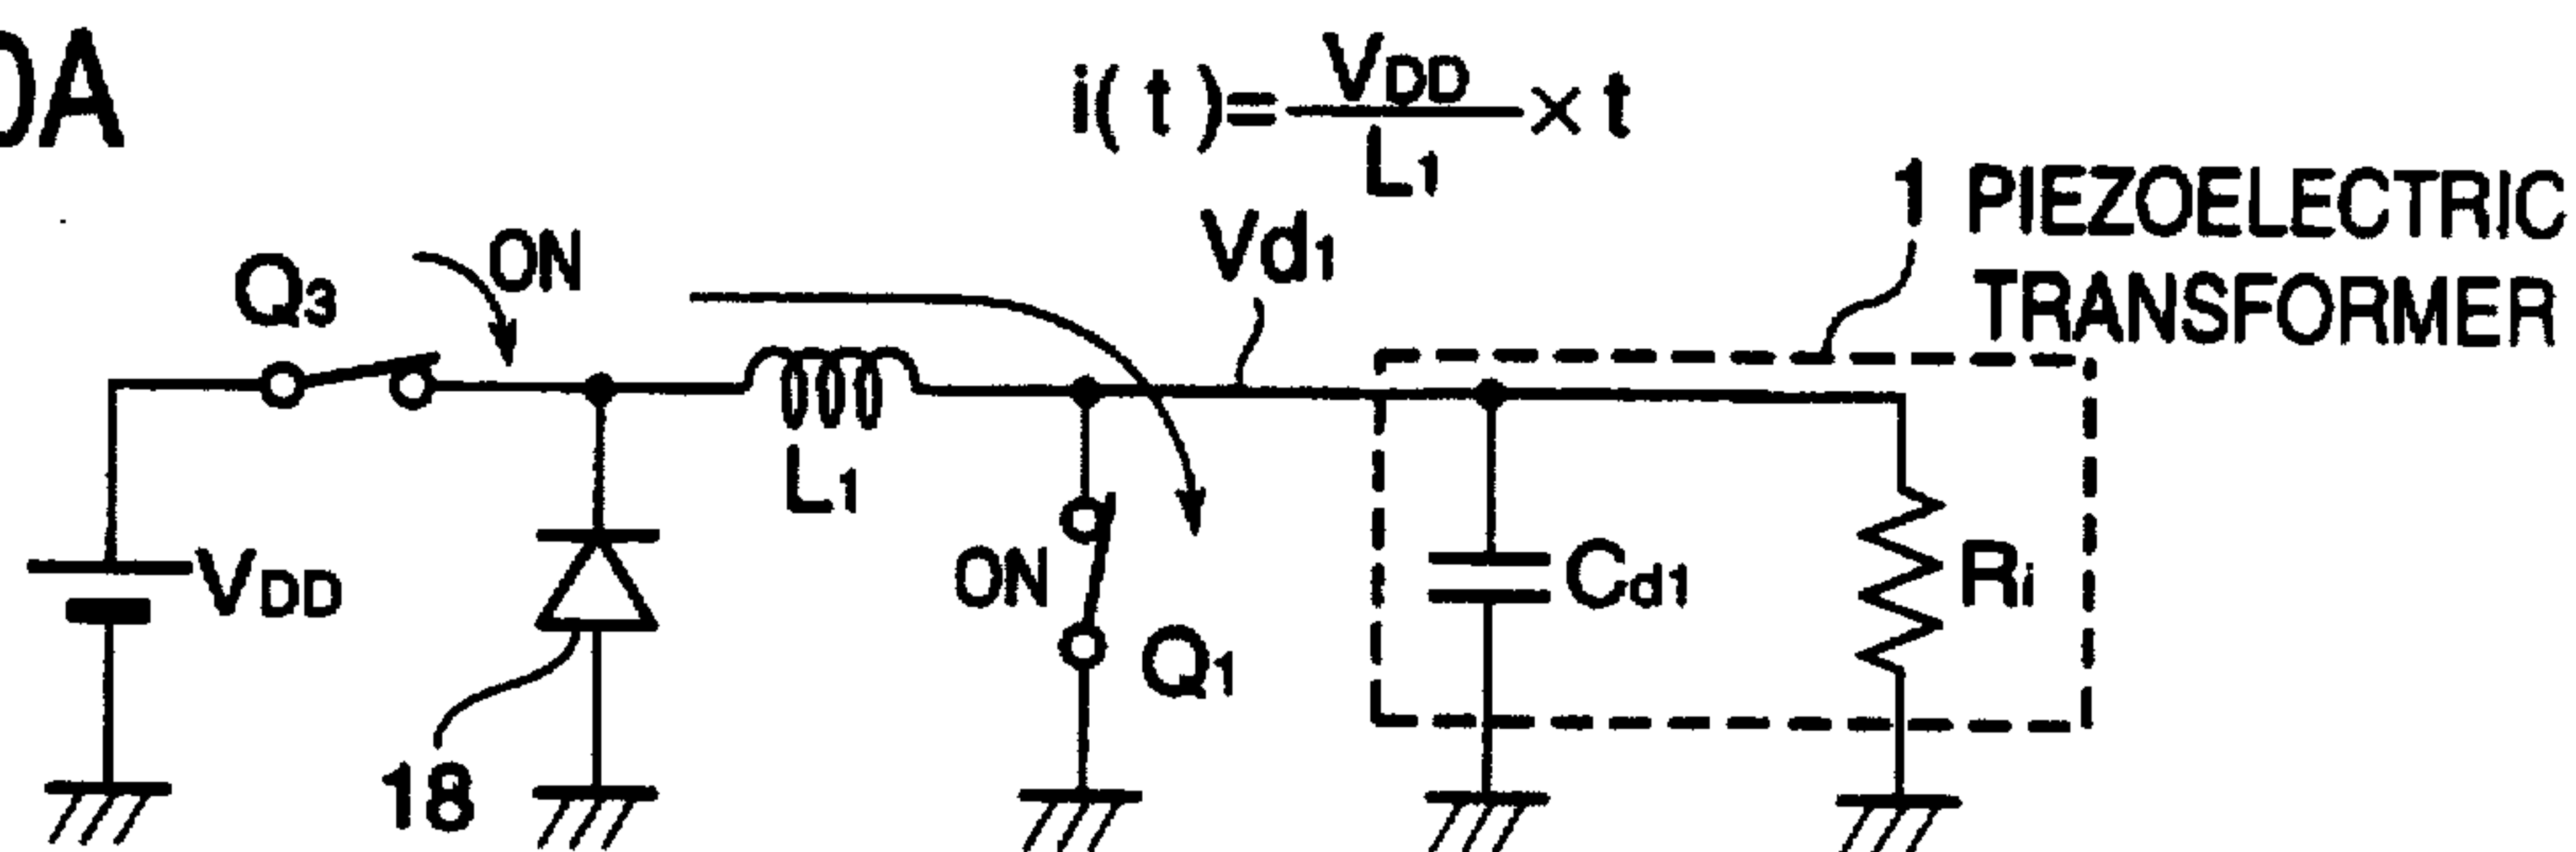 0A
i(t)=VDD/L1×t
1 PIEZOELECTRIC
TRANSFORMER
Vd1
Q3
ON
L1
VDD
ON
Q1
Cd1
Ri
18